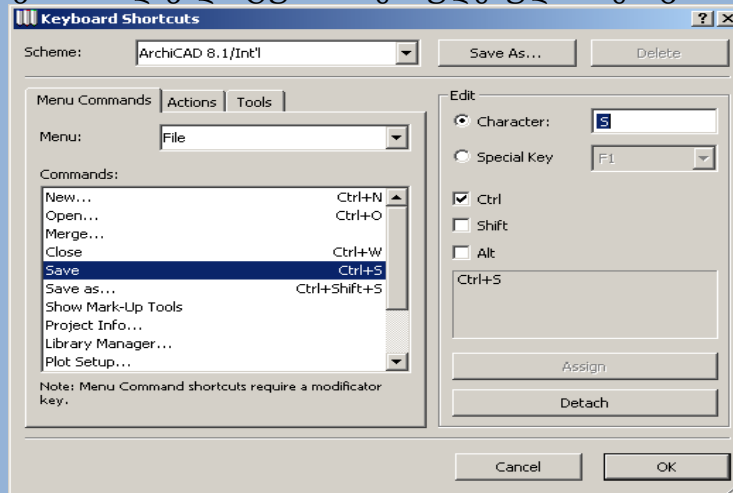 Keyboard Shortcuts
Scheme: ArchiCAD 8.1/Int'l Save As... Delete
Menu Commands Actions Tools
Menu: File
Commands:
New... Ctrl+N
Open... Ctrl+O
Merge...
Close Ctrl+W
Save Ctrl+S
Save as... Ctrl+Shift+S
Show Mark-Up Tools
Project Info...
Library Manager...
Plot Setup...
Note: Menu Command shortcuts require a modificator
key.
Edit
Character: S
Special Key F1
Ctrl
Shift
Alt
Ctrl+S
Assign
Detach
Cancel OK